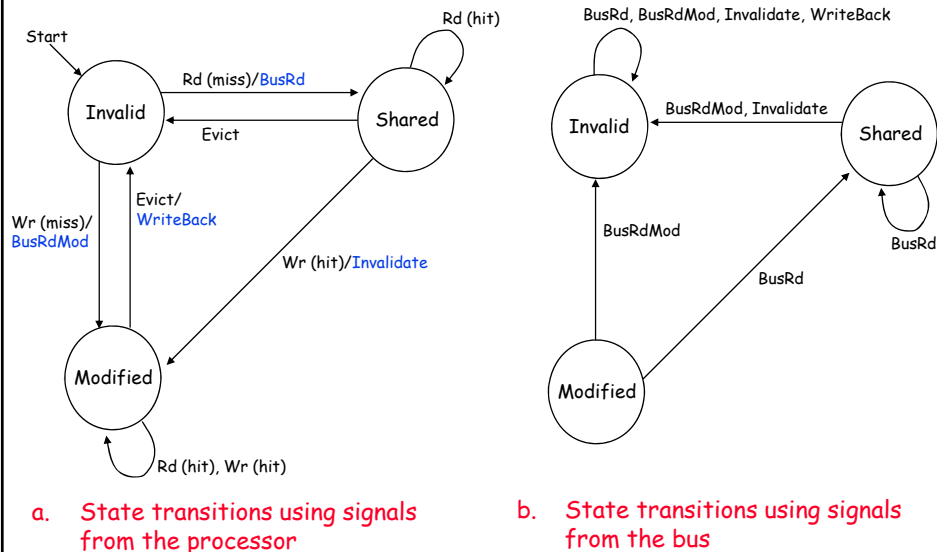 Start
Rd (hit)
Rd (miss)/BusRd
Invalid
Shared
Evict
Evict/
WriteBack
Wr (miss)/
BusRdMod
Wr (hit)/Invalidate
Modified
Rd (hit), Wr (hit)
a. State transitions using signals
from the processor
BusRd, BusRdMod, Invalidate, WriteBack
BusRdMod, Invalidate
Invalid
Shared
BusRdMod
BusRd
BusRd
Modified
b. State transitions using signals
from the bus